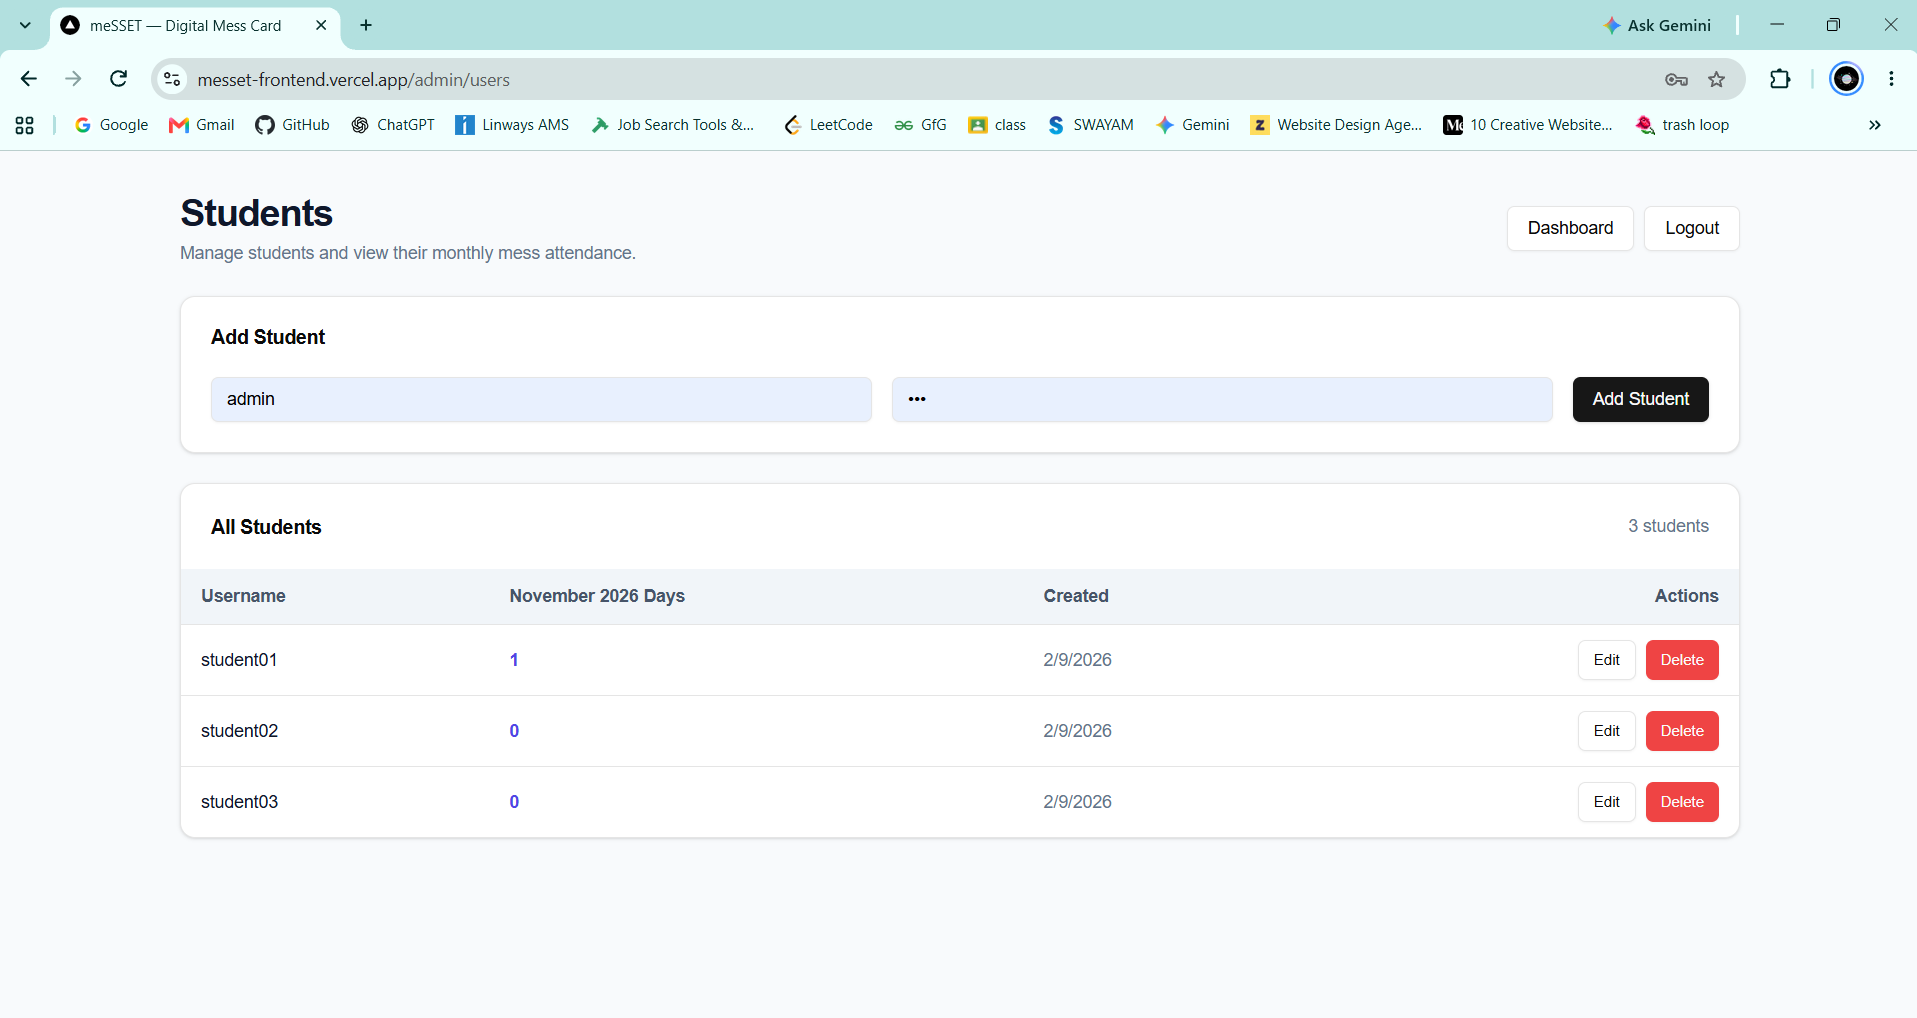 meSSET — Digital Mess Card
Ask Gemini
messet-frontend.vercel.app/admin/users
Google Gmail GitHub ChatGPT Linways AMS Job Search Tools &... LeetCode GfG class SWAYAM Gemini Website Design Age... 10 Creative Website... trash loop
Students
Manage students and view their monthly mess attendance.
Dashboard Logout
Add Student
admin ••• Add Student
All Students 3 students
Username November 2026 Days Created Actions
student01 1 2/9/2026 Edit Delete
student02 0 2/9/2026 Edit Delete
student03 0 2/9/2026 Edit Delete